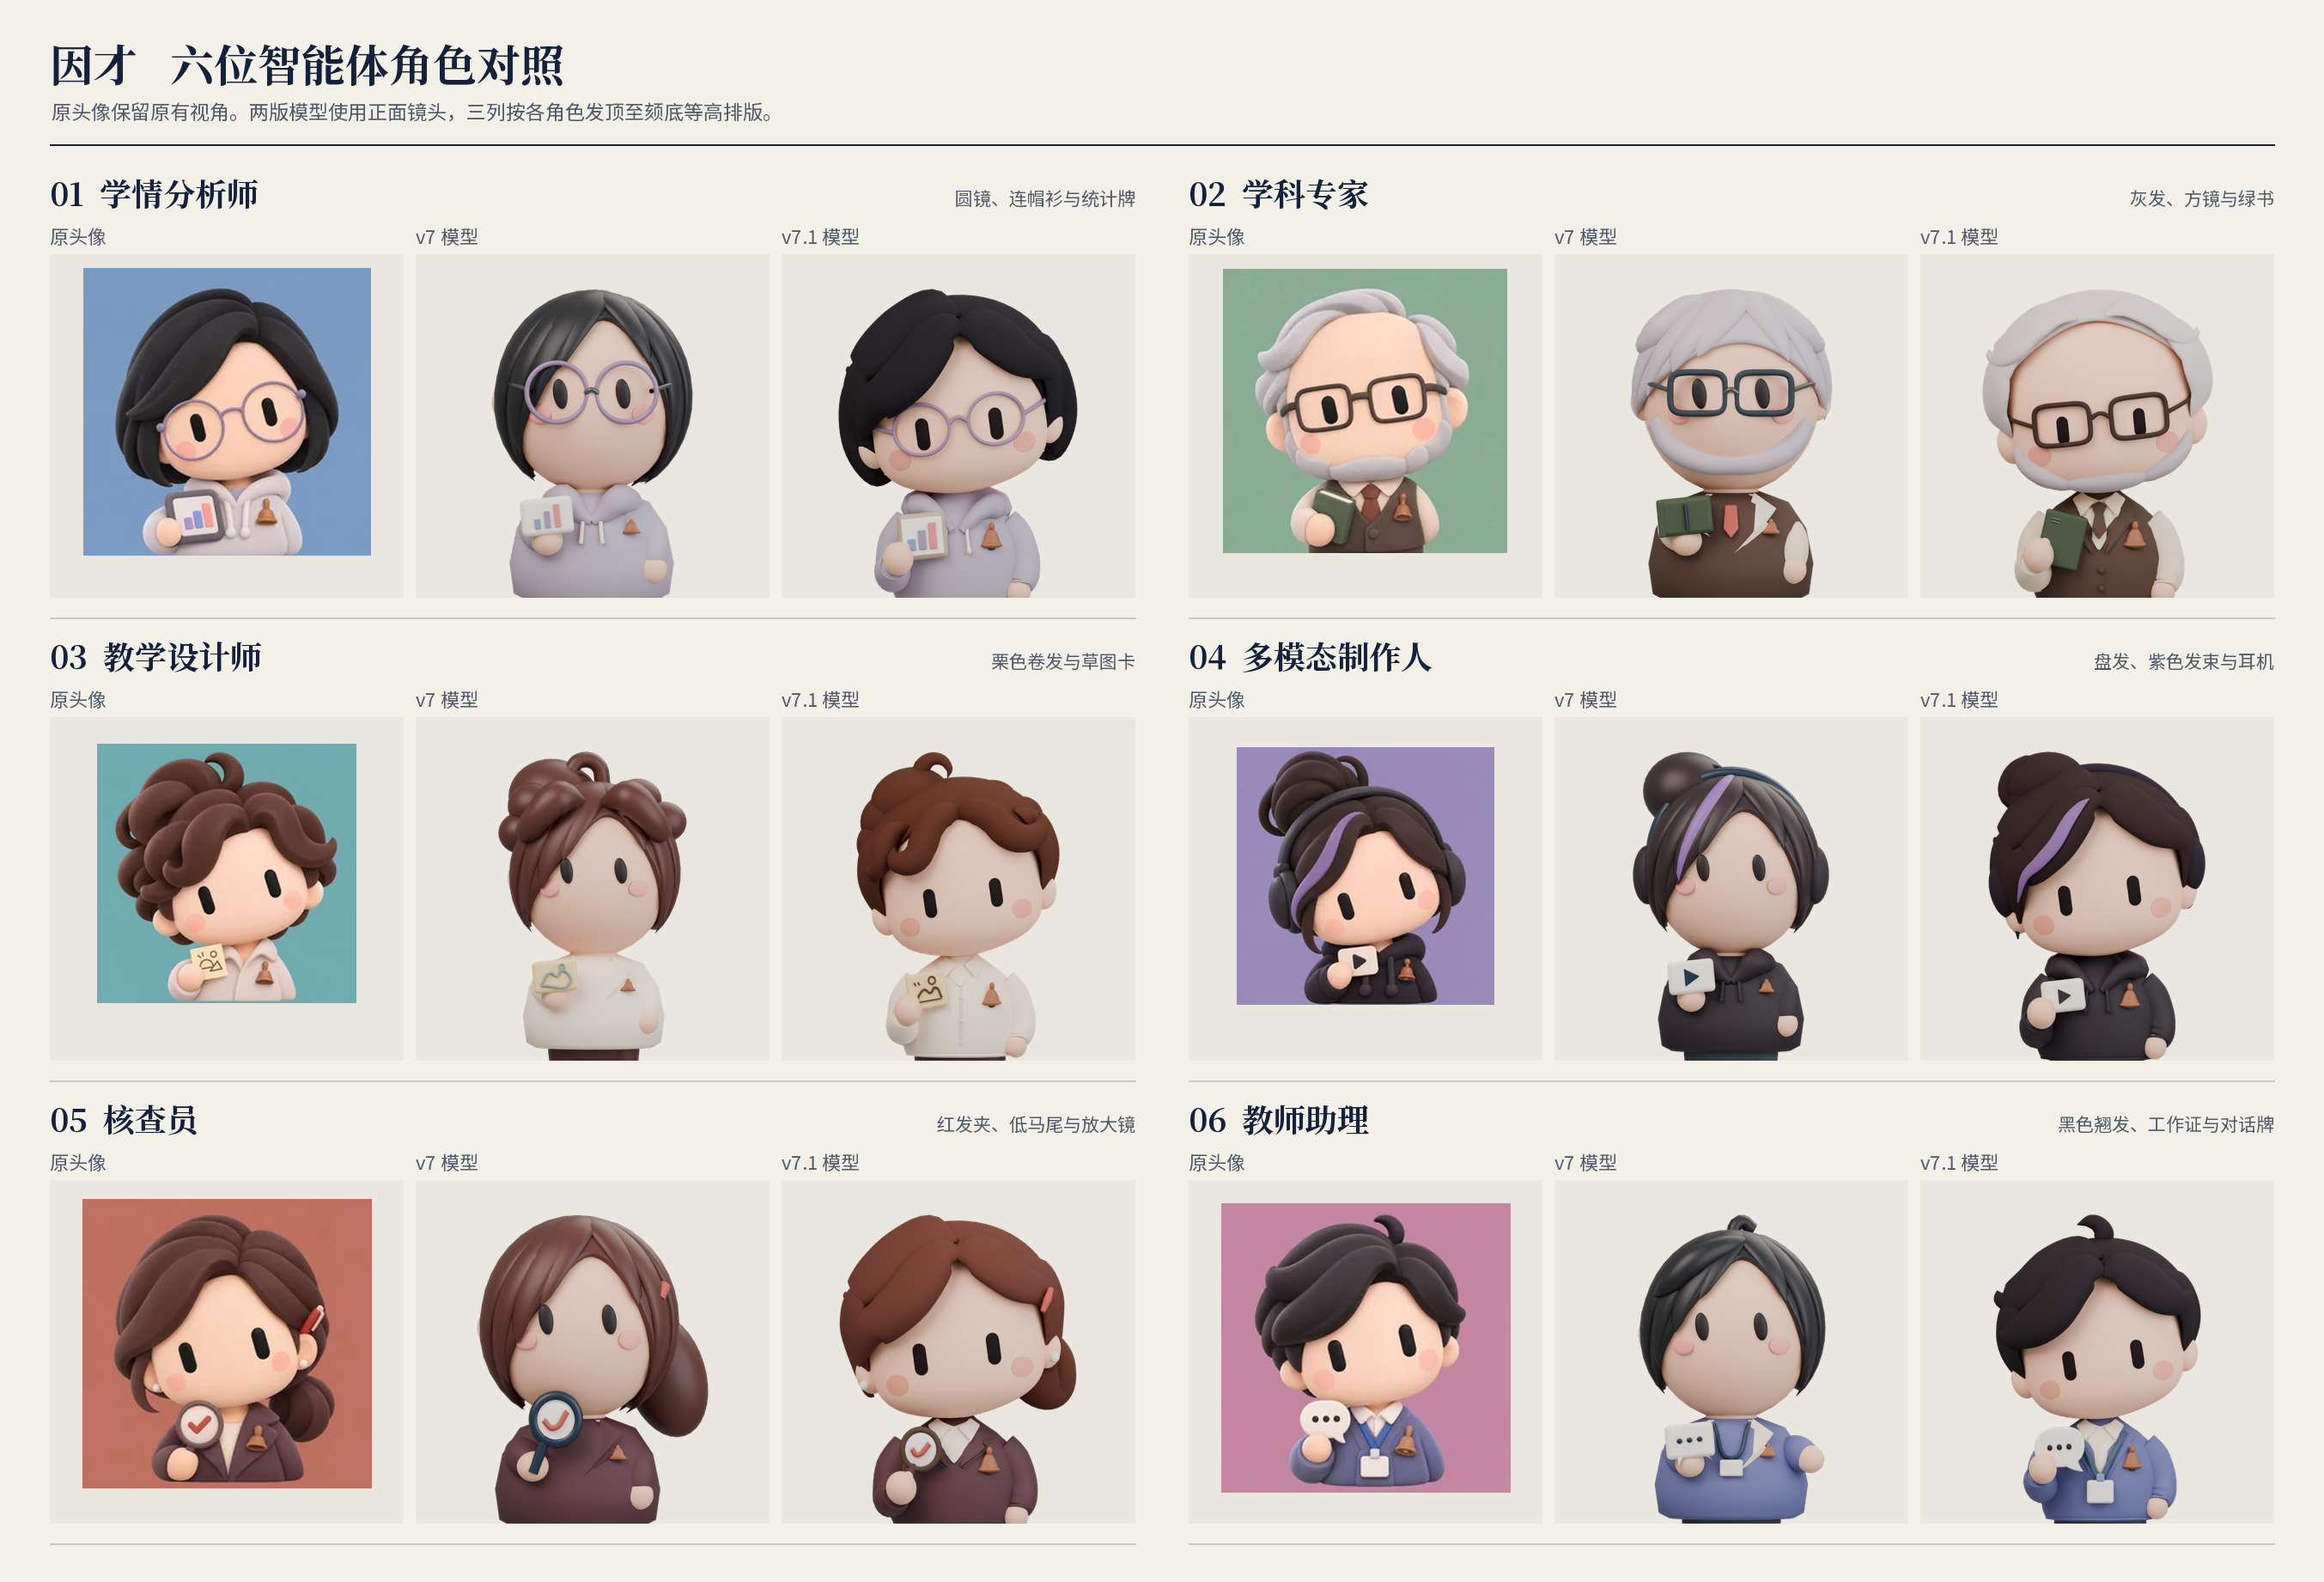 因才 六位智能体角色对照
原头像保留原有视角。两版模型使用正面镜头，三列按各角色发顶至颏底等高排版。
01 学情分析师
圆镜、连帽衫与统计牌
原头像
v7 模型
v7.1 模型
02 学科专家
灰发、方镜与绿书
原头像
v7 模型
v7.1 模型
03 教学设计师
栗色卷发与草图卡
原头像
v7 模型
v7.1 模型
04 多模态制作人
盘发、紫色发束与耳机
原头像
v7 模型
v7.1 模型
05 核查员
红发夹、低马尾与放大镜
原头像
v7 模型
v7.1 模型
06 教师助理
黑色翘发、工作证与对话牌
原头像
v7 模型
v7.1 模型